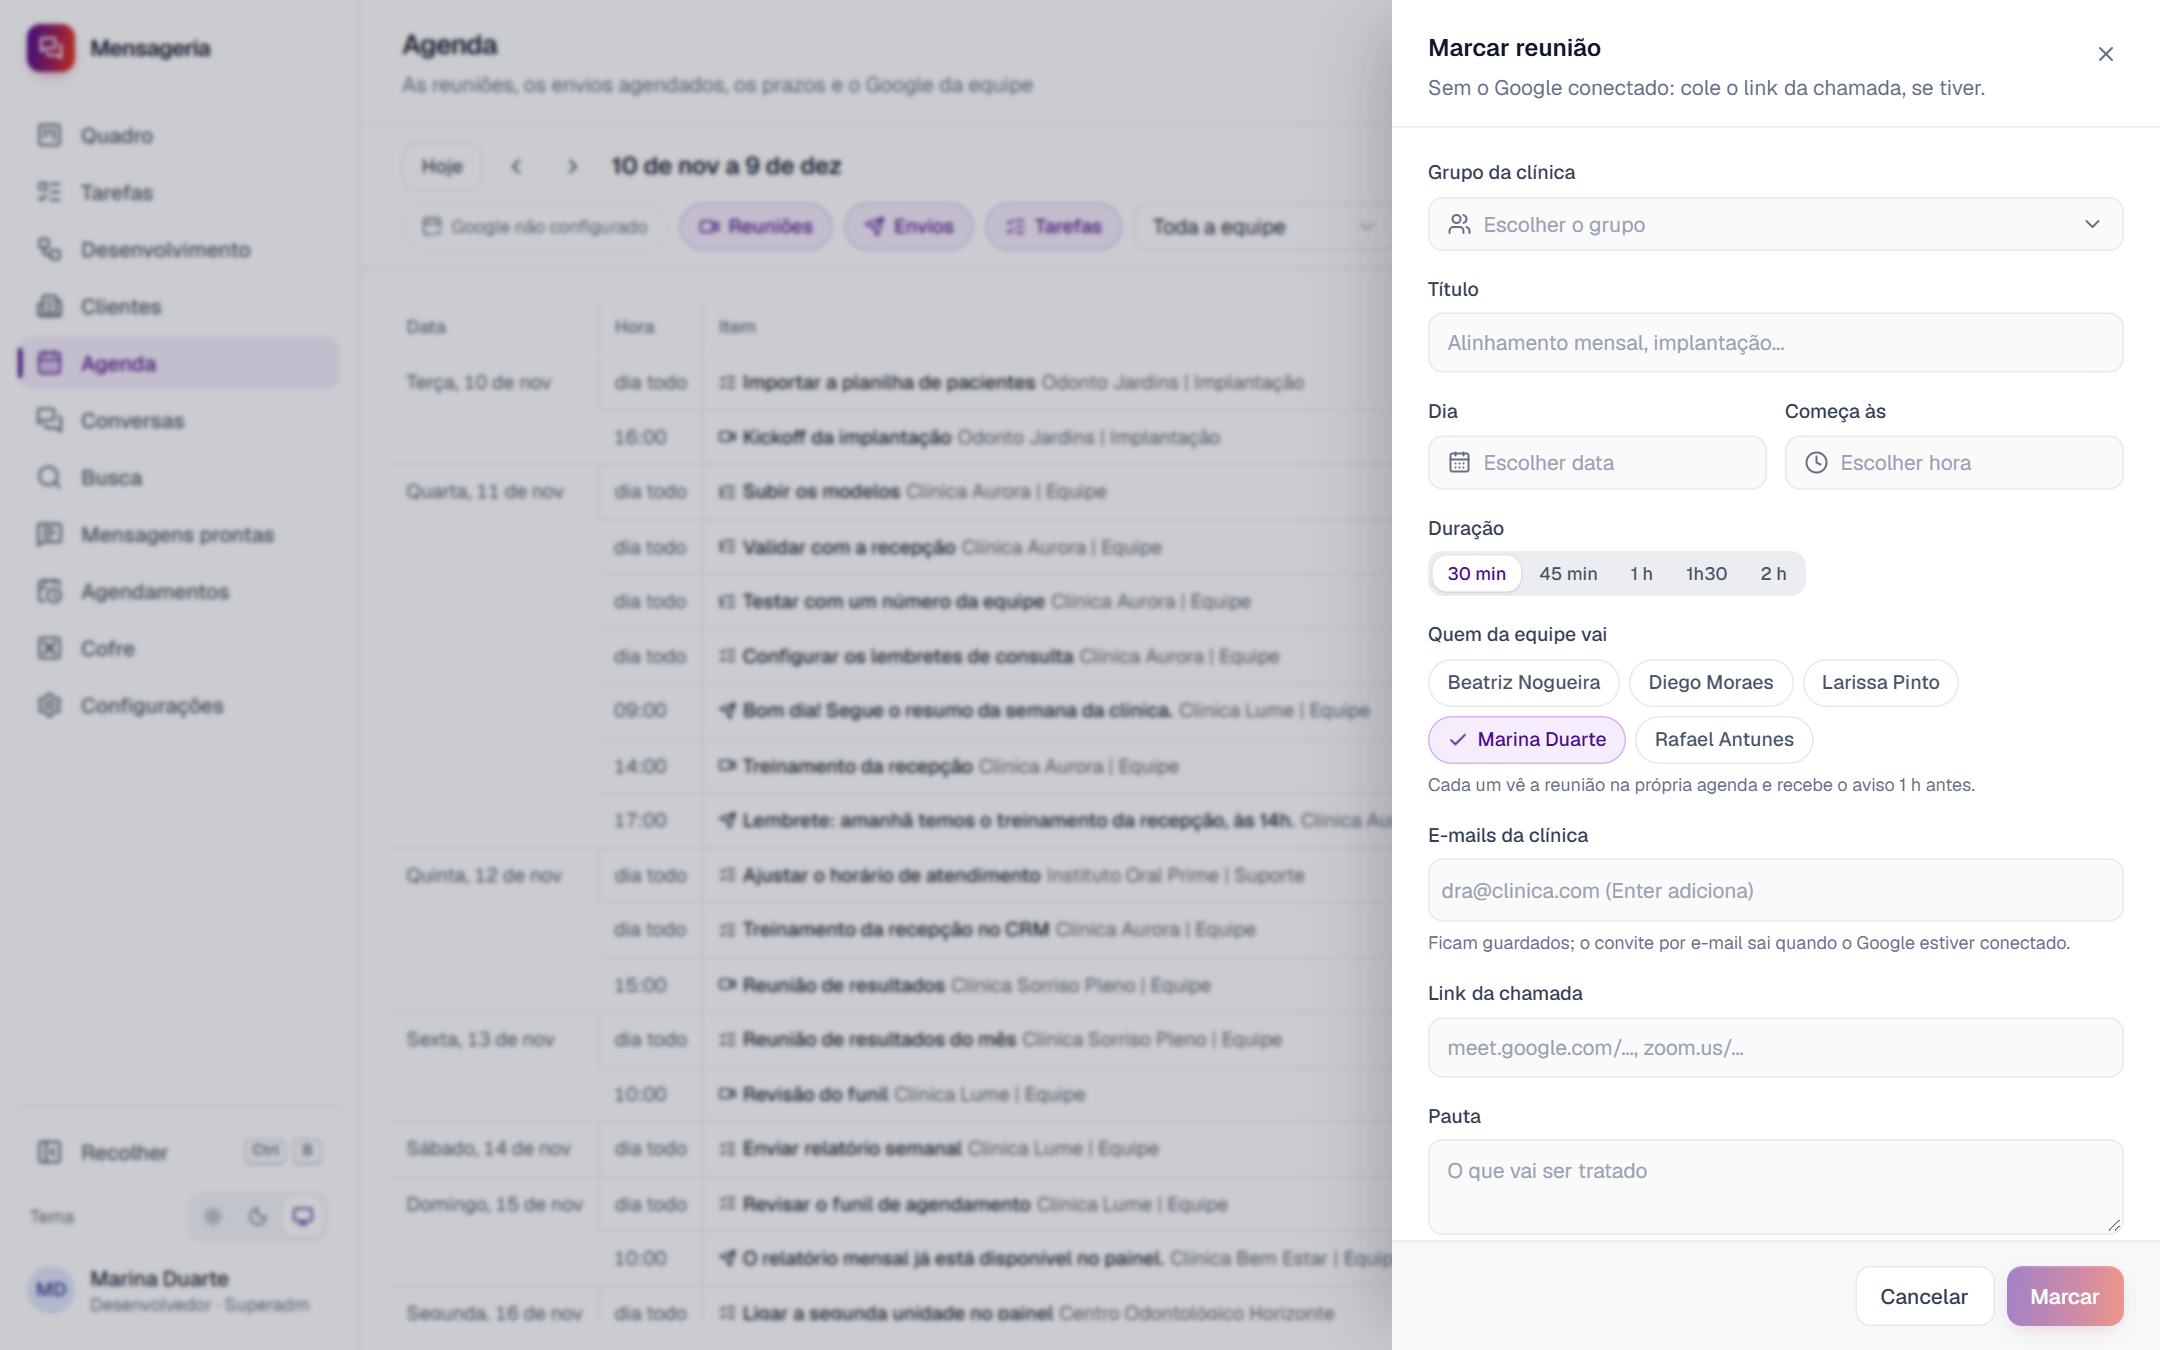 Mensageria
Quadro
Tarefas
Desenvolvimento
Clientes
Agenda
Conversas
Busca
Mensagens prontas
Agendamentos
Cofre
Configurações
Recolher Ctrl B
Tema
MD Marina Duarte
Desenvolvedor · Superadm
Agenda
As reuniões, os envios agendados, os prazos e o Google da equipe
Hoje 10 de nov a 9 de dez
Google não configurado Reuniões Envios Tarefas Toda a equipe
Data Hora Item
Terça, 10 de nov dia todo Importar a planilha de pacientes Odonto Jardins | Implantação
16:00 Kickoff da implantação Odonto Jardins | Implantação
Quarta, 11 de nov dia todo Subir os modelos Clínica Aurora | Equipe
dia todo Validar com a recepção Clínica Aurora | Equipe
dia todo Testar com um número da equipe Clínica Aurora | Equipe
dia todo Configurar os lembretes de consulta Clínica Aurora | Equipe
09:00 Bom dia! Segue o resumo da semana da clínica. Clínica Lume | Equipe
14:00 Treinamento da recepção Clínica Aurora | Equipe
17:00 Lembrete: amanhã temos o treinamento da recepção, às 14h. Clínica Au
Quinta, 12 de nov dia todo Ajustar o horário de atendimento Instituto Oral Prime | Suporte
dia todo Treinamento da recepção no CRM Clínica Aurora | Equipe
15:00 Reunião de resultados Clínica Sorriso Pleno | Equipe
Sexta, 13 de nov dia todo Reunião de resultados do mês Clínica Sorriso Pleno | Equipe
10:00 Revisão do funil Clínica Lume | Equipe
Sábado, 14 de nov dia todo Enviar relatório semanal Clínica Lume | Equipe
Domingo, 15 de nov dia todo Revisar o funil de agendamento Clínica Lume | Equipe
10:00 O relatório mensal já está disponível no painel. Clínica Bem Estar | Equip
Segunda, 16 de nov dia todo Ligar a segunda unidade no painel Centro Odontológico Horizonte
Marcar reunião
Sem o Google conectado: cole o link da chamada, se tiver.
Grupo da clínica
Escolher o grupo
Título
Alinhamento mensal, implantação...
Dia Começa às
Escolher data Escolher hora
Duração
30 min 45 min 1 h 1h30 2 h
Quem da equipe vai
Beatriz Nogueira Diego Moraes Larissa Pinto
Marina Duarte Rafael Antunes
Cada um vê a reunião na própria agenda e recebe o aviso 1 h antes.
E-mails da clínica
dra@clinica.com (Enter adiciona)
Ficam guardados; o convite por e-mail sai quando o Google estiver conectado.
Link da chamada
meet.google.com/..., zoom.us/...
Pauta
O que vai ser tratado
Cancelar Marcar